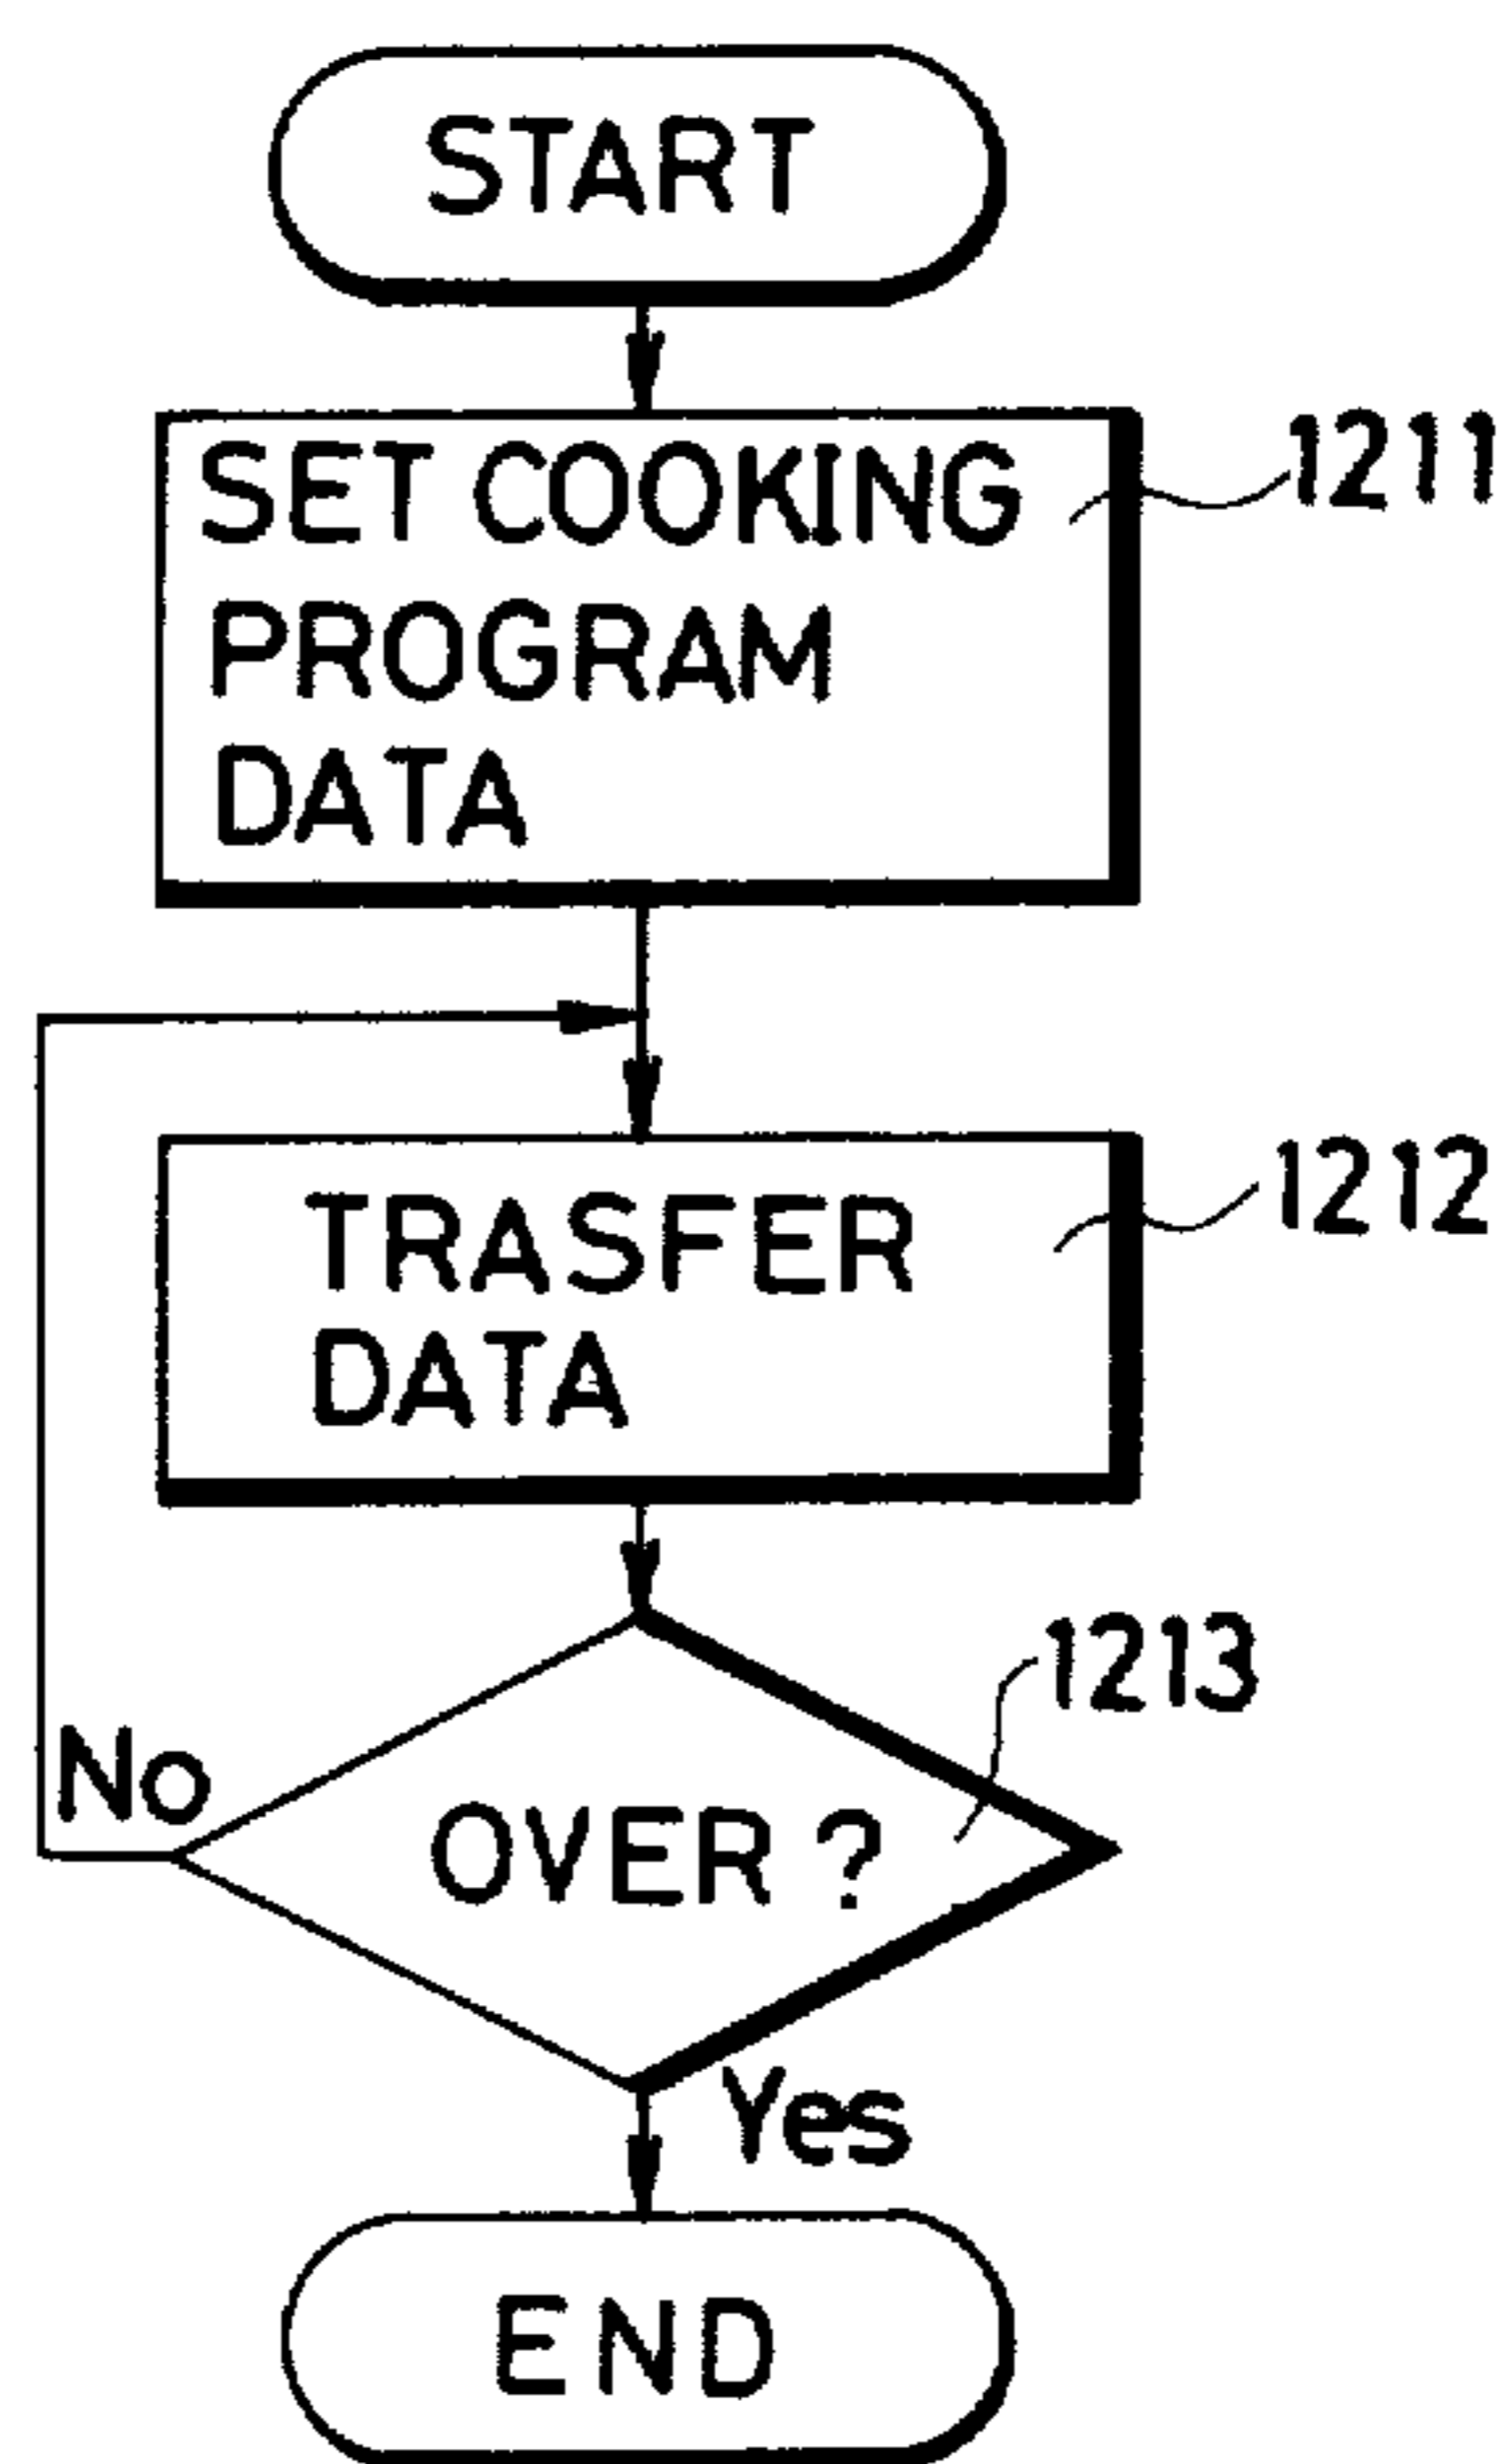 START
SET COOKING
PROGRAM
DATA
1211
TRASFER
DATA
1212
1213
OVER ?
No
Yes
END